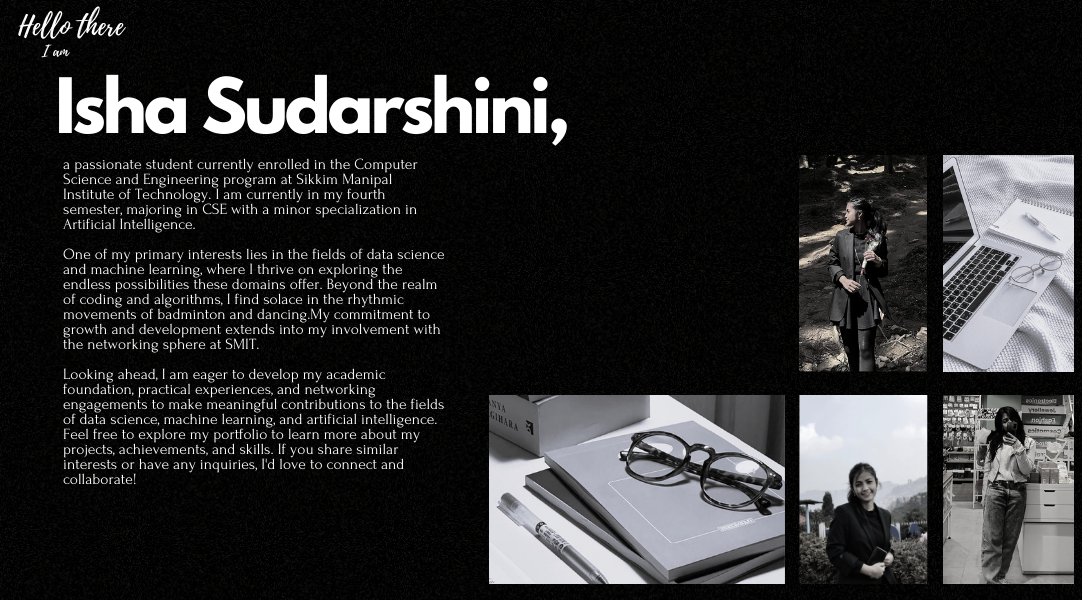 Hello there
I am
Isha Sudarshini,
a passionate student currently enrolled in the Computer
Science and Engineering program at Sikkim Manipal
Institute of Technology. I am currently in my fourth
semester, majoring in CSE with a minor specialization in
Artificial Intelligence.
One of my primary interests lies in the fields of data science
and machine learning, where I thrive on exploring the
endless possibilities these domains offer. Beyond the realm
of coding and algorithms, I find solace in the rhythmic
movements of badminton and dancing.My commitment to
growth and development extends into my involvement with
the networking sphere at SMIT.
Looking ahead, I am eager to develop my academic
foundation, practical experiences, and networking
engagements to make meaningful contributions to the fields
of data science, machine learning, and artificial intelligence.
Feel free to explore my portfolio to learn more about my
projects, achievements, and skills. If you share similar
interests or have any inquiries, I'd love to connect and
collaborate!
Electronics
Jewellery
Fashion
Cosmetics